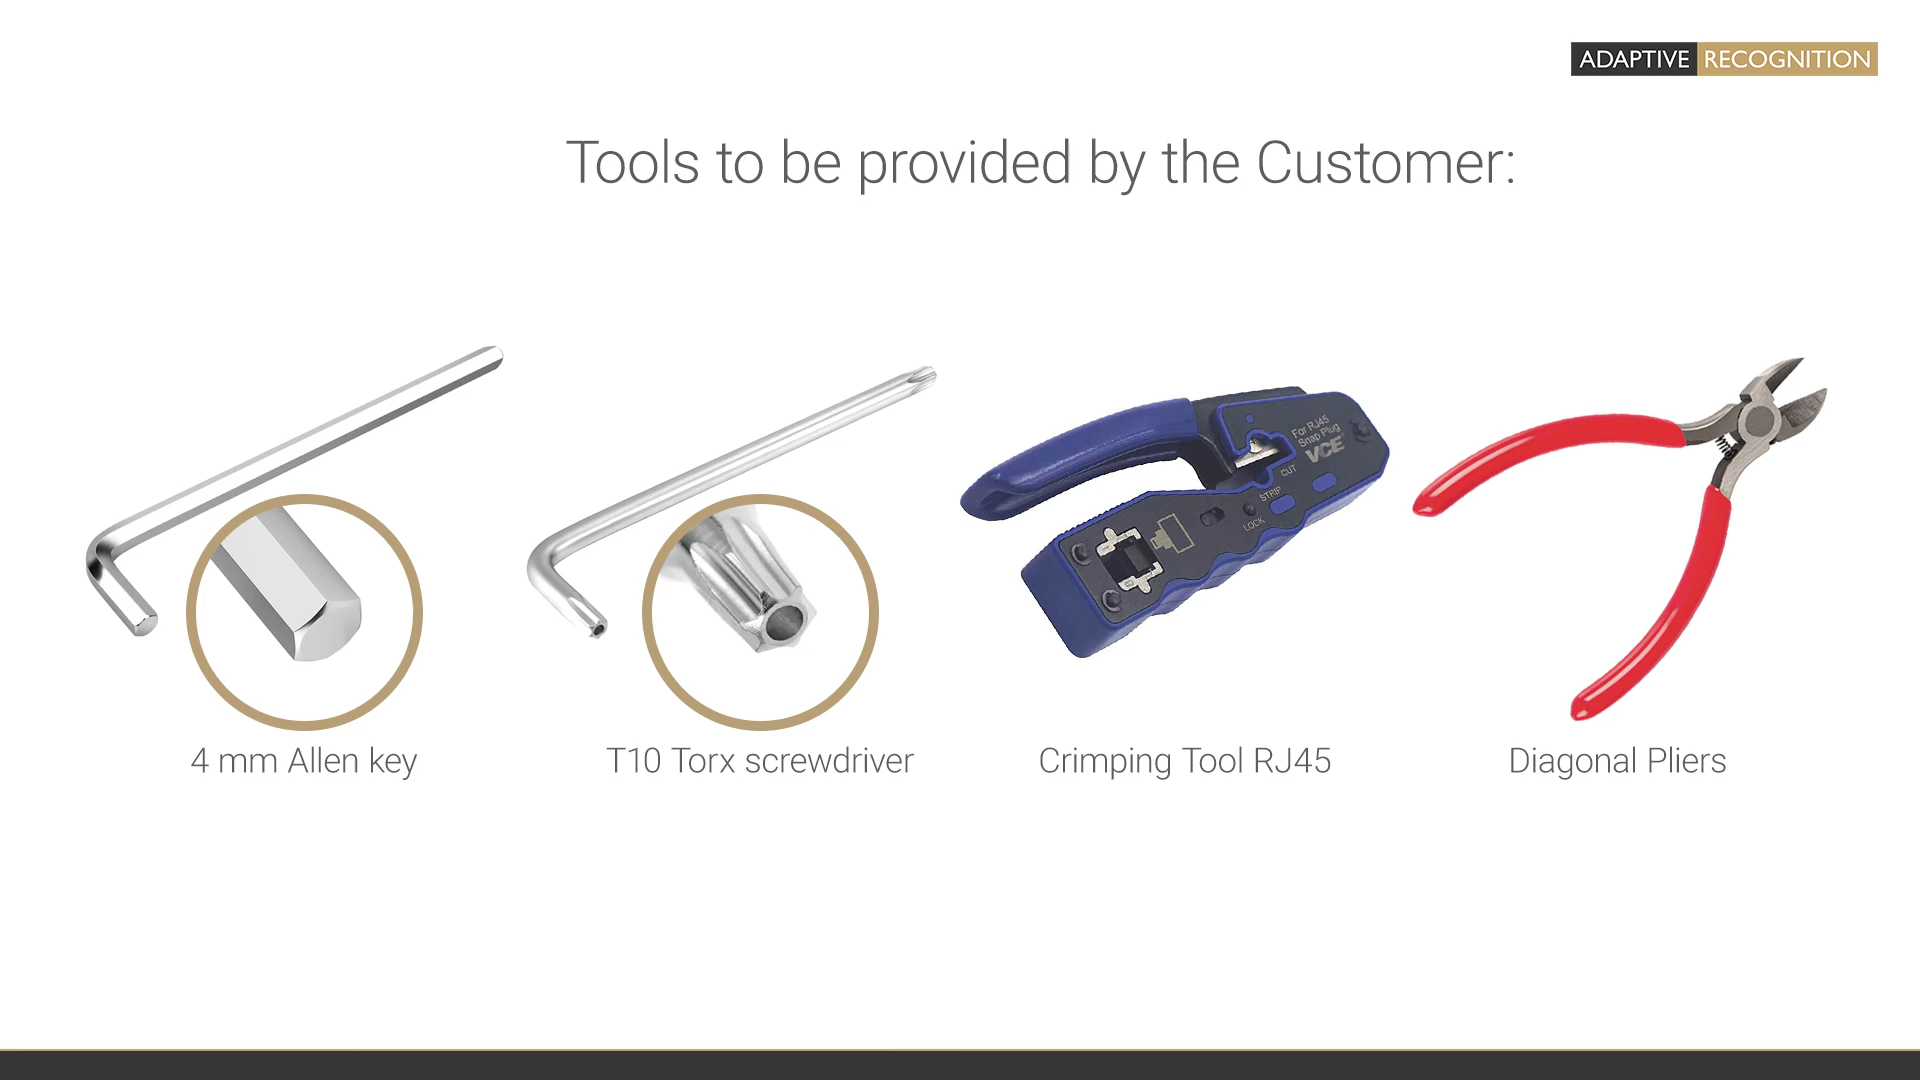 ADAPTIVE RECOGNITION
Tools to be provided by the Customer:
For RJ45
Snap Plug
VCE
CUT
STRIP
LOCK
4 mm Allen key
T10 Torx screwdriver
Crimping Tool RJ45
Diagonal Pliers